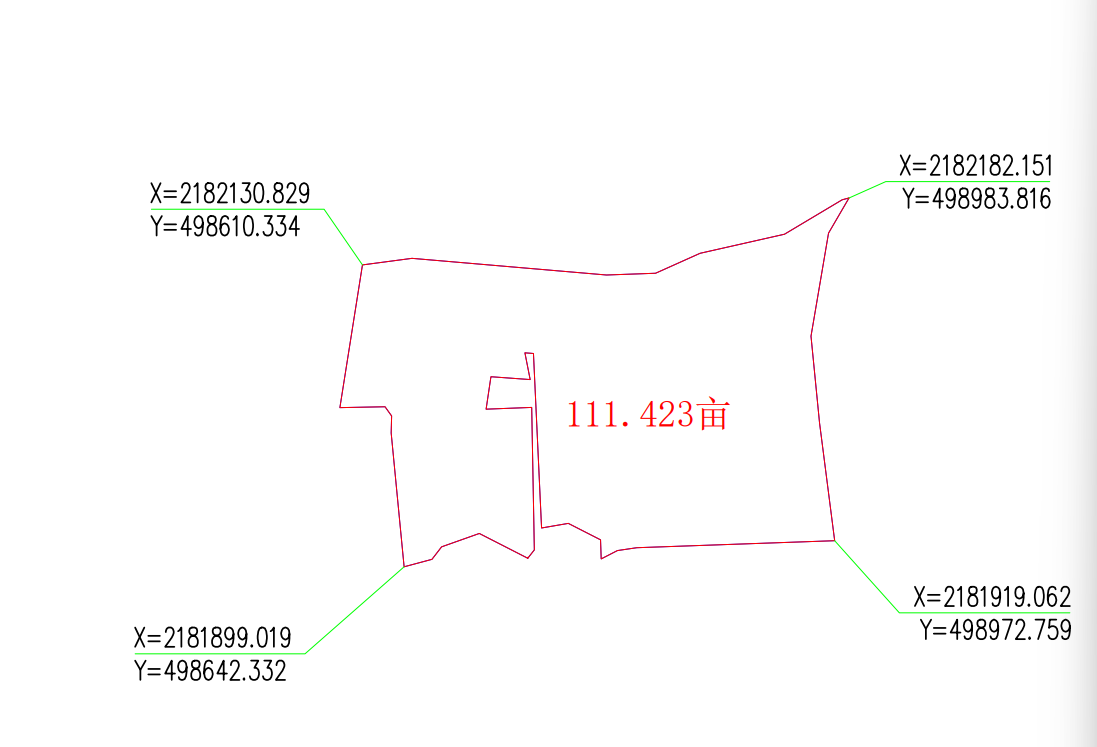 X=2182182.151
Y=498983.816
X=2182130.829
Y=498610.334
111.423亩
X=2181919.062
Y=498972.759
X=2181899.019
Y=498642.332